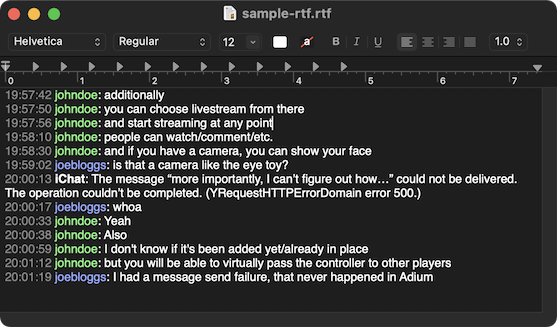 sample-rtf.rtf
Helvetica Regular 12 a B I U 1.0
0 1 2 3 4 5 6 7
19:57:42 johndoe: additionally
19:57:50 johndoe: you can choose livestream from there
19:57:56 johndoe: and start streaming at any point
19:58:10 johndoe: people can watch/comment/etc.
19:58:30 johndoe: and if you have a camera, you can show your face
19:59:02 joebloggs: is that a camera like the eye toy?
20:00:13 iChat: The message “more importantly, I can’t figure out how…” could not be delivered.
The operation couldn’t be completed. (YRequestHTTPErrorDomain error 500.)
20:00:17 joebloggs: whoa
20:00:33 johndoe: Yeah
20:00:38 johndoe: Also
20:00:59 johndoe: I don't know if it's been added yet/already in place
20:01:12 johndoe: but you will be able to virtually pass the controller to other players
20:01:19 joebloggs: I had a message send failure, that never happened in Adium